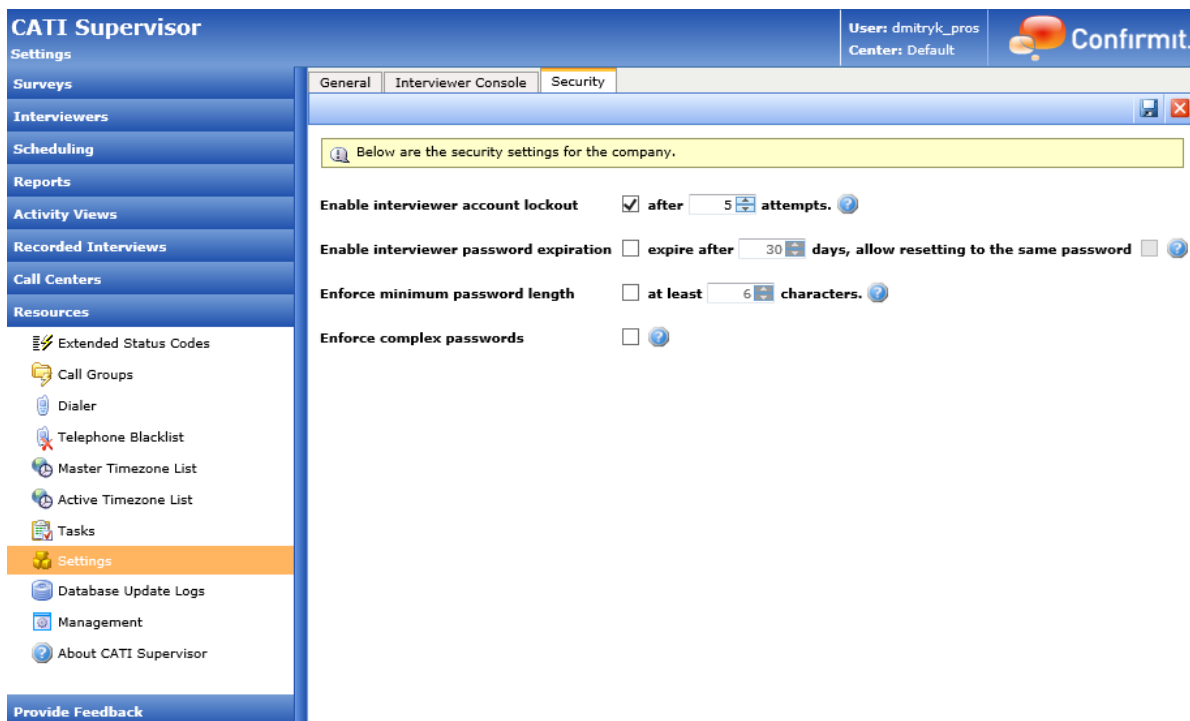 CATI Supervisor
Settings
User: dmitryk_pros
Center: Default
Confirmit.
Surveys
Interviewers
Scheduling
Reports
Activity Views
Recorded Interviews
Call Centers
Resources
Extended Status Codes
Call Groups
Dialer
Telephone Blacklist
Master Timezone List
Active Timezone List
Tasks
Settings
Database Update Logs
Management
About CATI Supervisor
Provide Feedback
General Interviewer Console Security
Below are the security settings for the company.
Enable interviewer account lockout after 5 attempts.
Enable interviewer password expiration expire after 30 days, allow resetting to the same password
Enforce minimum password length at least 6 characters.
Enforce complex passwords